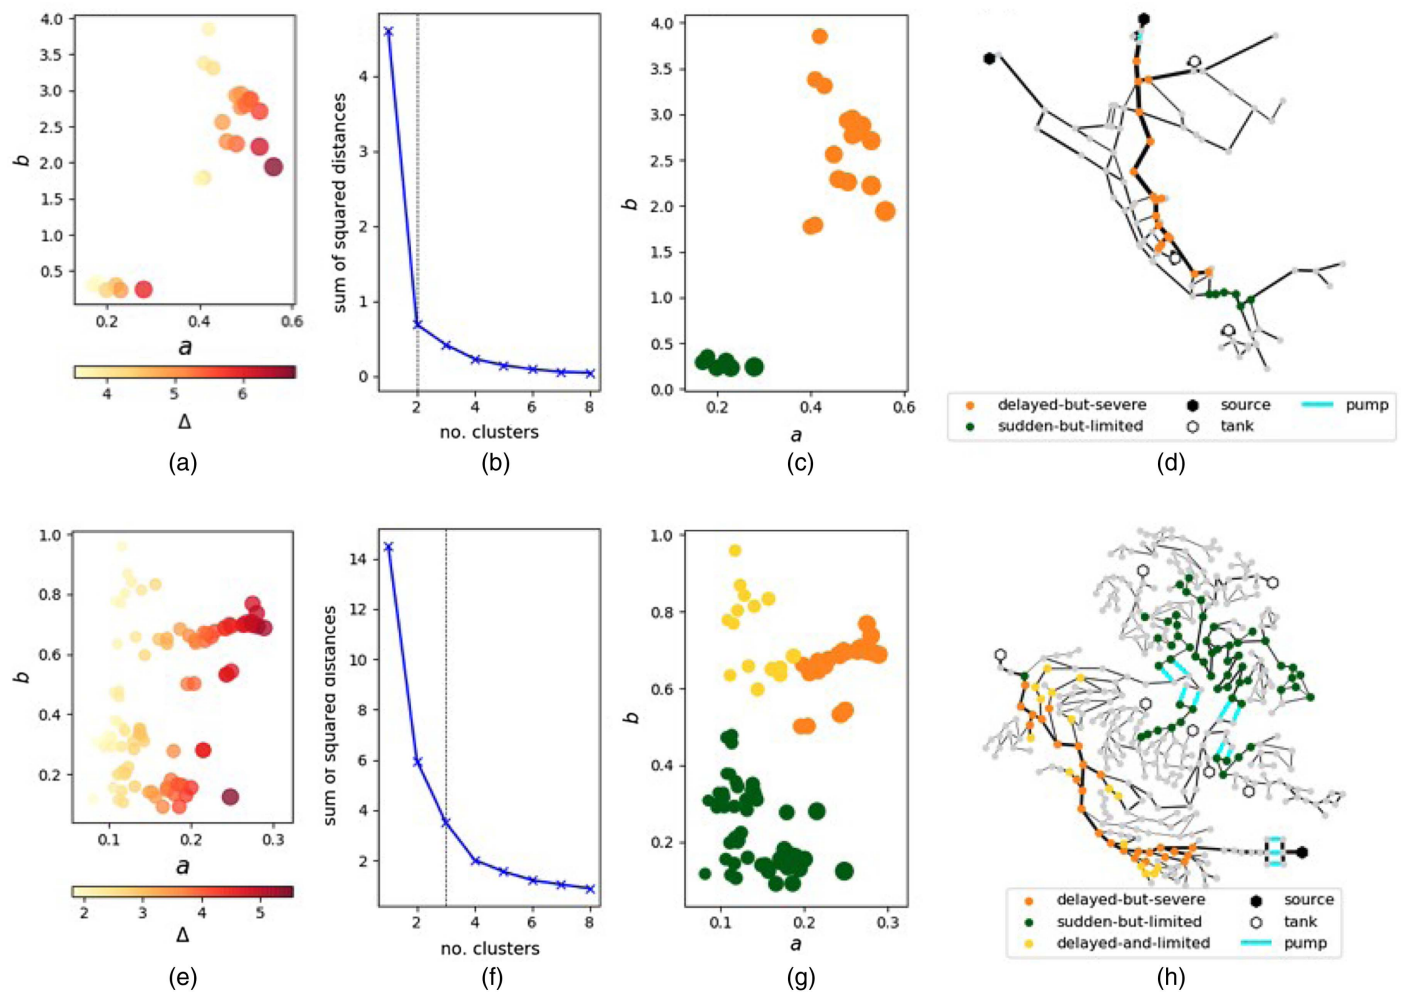 4.0
3.5
3.0
2.5
2.0
1.5
1.0
0.5
b
0.2 0.4 0.6
a
4 5 6
Δ
(a)
sum of squared distances
4
3
2
1
0
2 4 6 8
no. clusters
(b)
4.0
3.5
3.0
2.5
2.0
1.5
1.0
0.5
0.0
b
0.2 0.4 0.6
a
(c)
delayed-but-severe source pump
sudden-but-limited tank
(d)
1.0
0.8
0.6
0.4
0.2
b
0.1 0.2 0.3
a
2 3 4 5
Δ
(e)
sum or squared distances
14
12
10
8
6
4
2
2 4 6 8
no. clusters
(f)
1.0
0.8
0.6
0.4
0.2
b
0.1 0.2 0.3
a
(g)
delayed-but-severe source
sudden-but-limited tank
delayed-and-limited pump
(h)